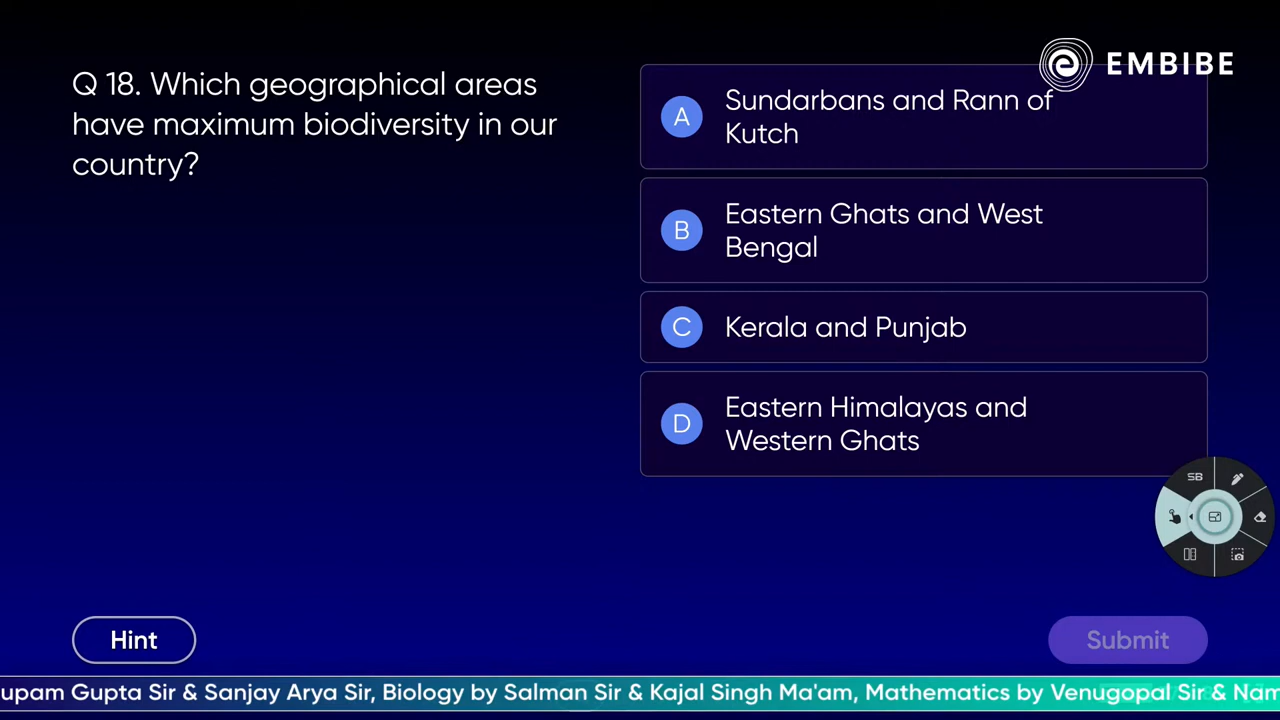 EMBIBE
Q 18. Which geographical areas
have maximum biodiversity in our
country?
A
Sundarbans and Rann of
Kutch
B
Eastern Ghats and West
Bengal
C
Kerala and Punjab
D
Eastern Himalayas and
Western Ghats
SB
Hint
Submit
upam Gupta Sir & Sanjay Arya Sir, Biology by Salman Sir & Kajal Singh Ma'am, Mathematics by Venugopal Sir & Nam